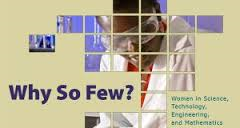 Why So Few?
Women in Science,
Technology,
Engineering,
and Mathematics